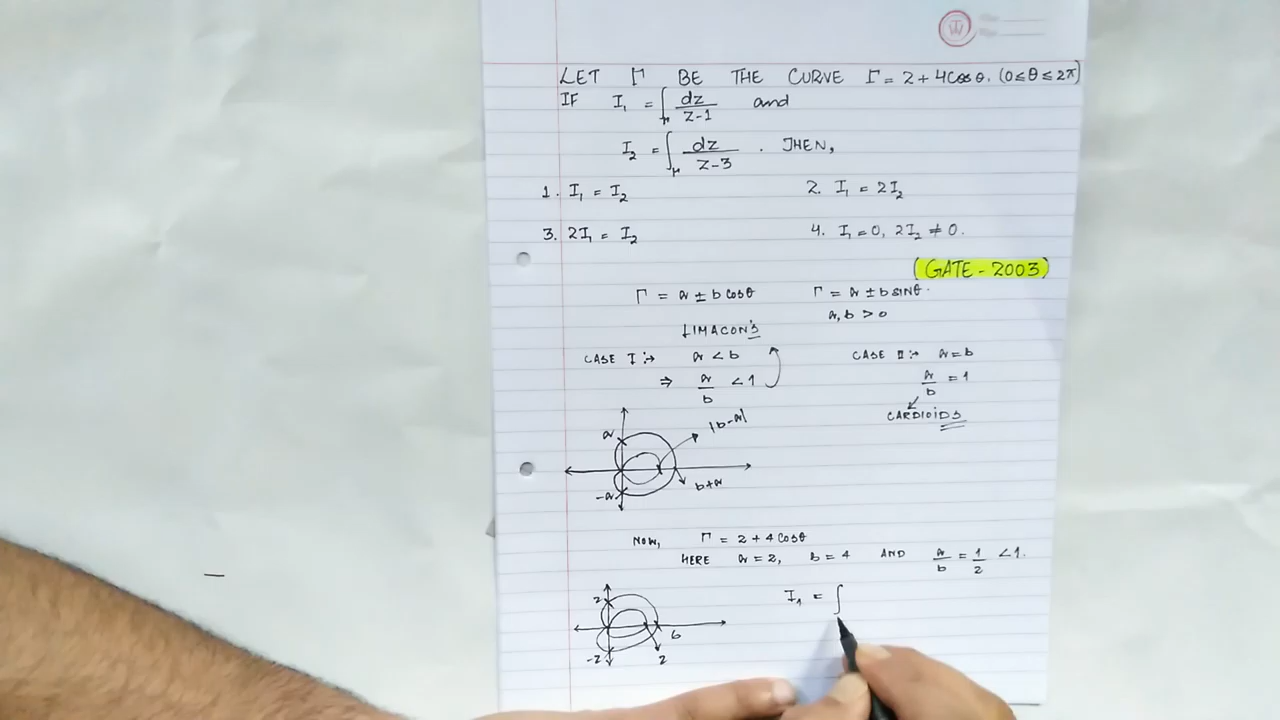 LET Γ BE THE CURVE Γ = 2 + 4Cosθ. (0≤θ≤2π)
IF I₁ = ∫ᵣ dz/(z-1) and
I₂ = ∫ᵣ dz/(z-3) . THEN,
1. I₁ = I₂ 2. I₁ = 2I₂
3. 2I₁ = I₂ 4. I₁ = 0, 2I₂ ≠ 0.
(GATE - 2003)
Γ = a ± b cosθ Γ = a ± b SINθ.
a, b > 0
LIMACON'S
CASE I :→ a < b CASE II :→ a = b
⇒ a/b < 1 a/b = 1
CARDIOIDS
a |b-a|
-a b+a
NOW, Γ = 2 + 4 Cosθ
HERE a = 2, b = 4 AND a/b = 1/2 < 1.
I₁ = ∫
2 6
-2 2